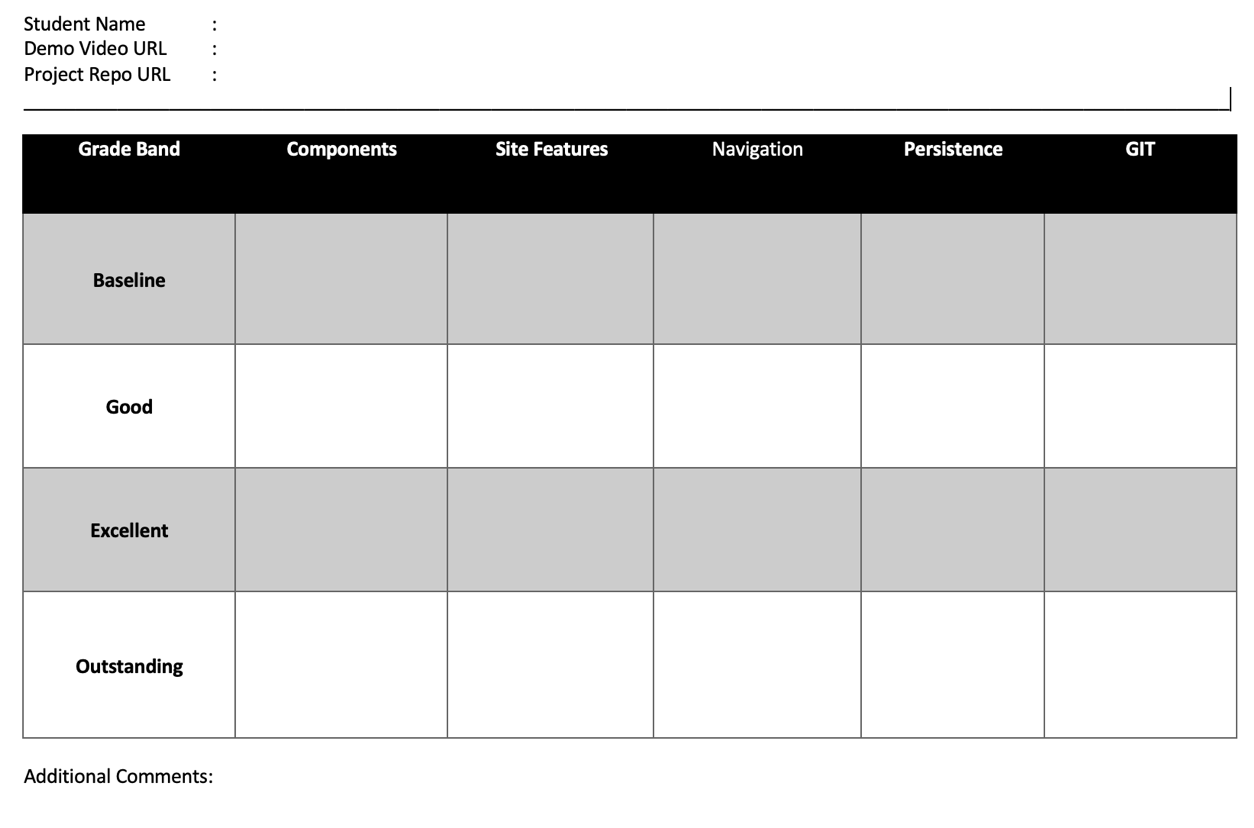 Student Name :
Demo Video URL :
Project Repo URL :
Grade Band Components Site Features Navigation Persistence GIT
Baseline
Good
Excellent
Outstanding
Additional Comments: